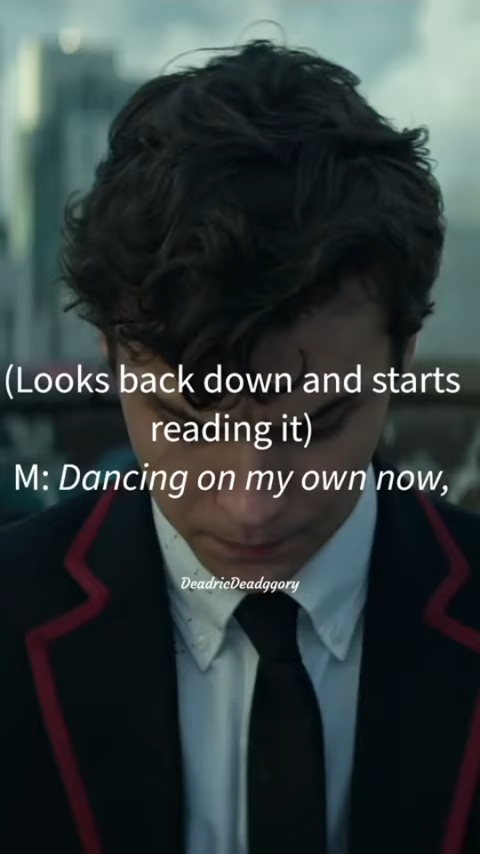 (Looks back down and starts
reading it)
M: Dancing on my own now,
DeadricDeadggory